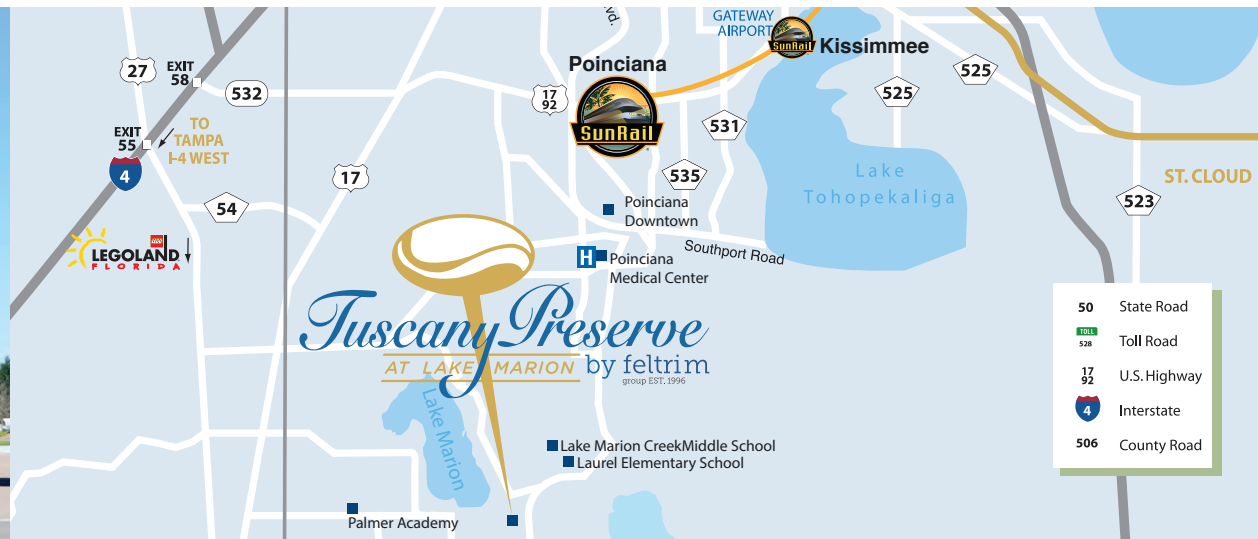 vd.
GATEWAY
AIRPORT
SunRail
Kissimmee
Poinciana
SunRail
27
EXIT
58
532
17
92
525
525
531
EXIT
55
TO
TAMPA
I-4 WEST
4
17
54
535
Lake
Tohopekaliga
ST. CLOUD
523
Poinciana
Downtown
Southport Road
LEGO
LEGOLAND
FLORIDA
H
Poinciana
Medical Center
Tuscany Preserve
AT LAKE MARION
by feltrim
group EST. 1996
Lake Marion
50 State Road
TOLL
528
Toll Road
17
92
U.S. Highway
4 Interstate
506 County Road
Lake Marion CreekMiddle School
Laurel Elementary School
Palmer Academy